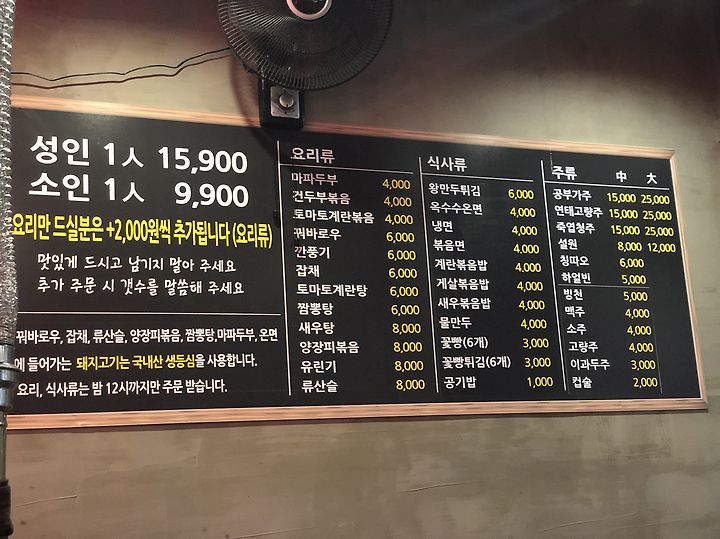 성인 1人 15,900
소인 1人 9,900
요리만 드실분은 +2,000원씩 추가됩니다 (요리류)
맛있게 드시고 남기지 말아 주세요
추가 주문 시 갯수를 말씀해 주세요
꿔바로우, 잡채, 류산슬, 양장피볶음, 짬뽕탕, 마파두부, 온면
에 들어가는 돼지고기는 국내산 생등심을 사용합니다.
요리, 식사류는 밤 12시까지만 주문 받습니다.
요리류
마파두부 4,000
건두부볶음 4,000
토마토계란볶음 4,000
꿔바로우 6,000
깐풍기 6,000
잡채 6,000
토마토계란탕 6,000
짬뽕탕 6,000
새우탕 8,000
양장피볶음 8,000
유린기 8,000
류산슬 8,000
식사류
왕만두튀김 6,000
옥수수온면 4,000
냉면 4,000
볶음면 4,000
계란볶음밥 4,000
게살볶음밥 4,000
새우볶음밥 4,000
물만두 4,000
꽃빵(6개) 3,000
꽃빵튀김(6개) 3,000
공기밥 1,000
주류 中 大
공부가주 15,000 25,000
연태고량주 15,000 25,000
죽엽청주 15,000 25,000
설원 8,000 12,000
칭따오 6,000
하얼빈 5,000
빙천 5,000
맥주 4,000
소주 4,000
고량주 4,000
이과두주 3,000
컵술 2,000